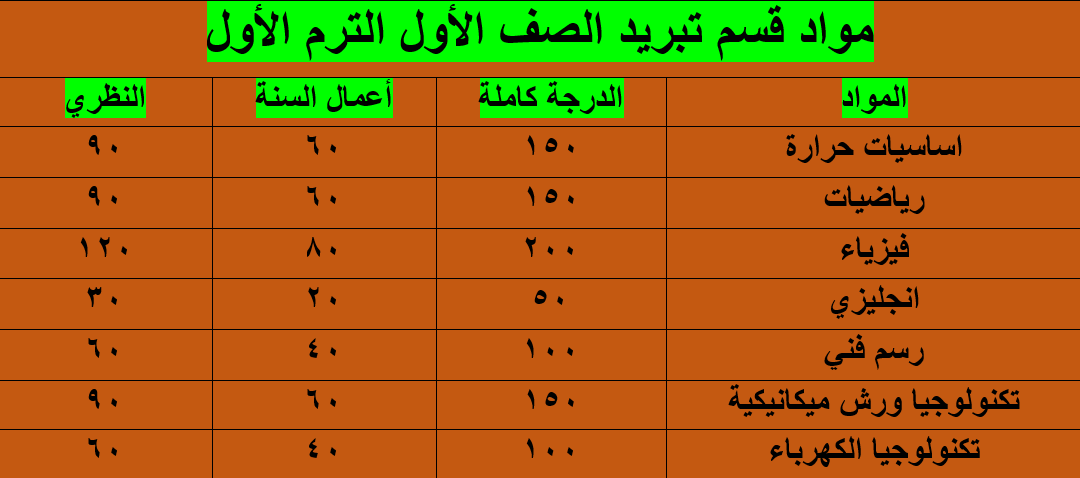 مواد قسم تبريد الصف الأول الترم الأول
المواد الدرجة كاملة أعمال السنة النظري
اساسيات حرارة ١٥٠ ٦٠ ٩٠
رياضيات ١٥٠ ٦٠ ٩٠
فيزياء ٢٠٠ ٨٠ ١٢٠
انجليزي ٥٠ ٢٠ ٣٠
رسم فني ١٠٠ ٤٠ ٦٠
تكنولوجيا ورش ميكانيكية ١٥٠ ٦٠ ٩٠
تكنولوجيا الكهرباء ١٠٠ ٤٠ ٦٠